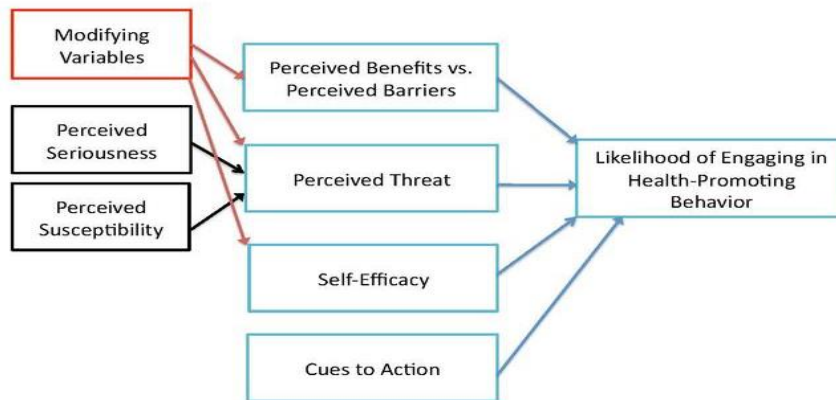 Modifying
Variables
Perceived Benefits vs.
Perceived Barriers
Perceived
Seriousness
Perceived Threat
Likelihood of Engaging in
Health-Promoting
Behavior
Perceived
Susceptibility
Self-Efficacy
Cues to Action